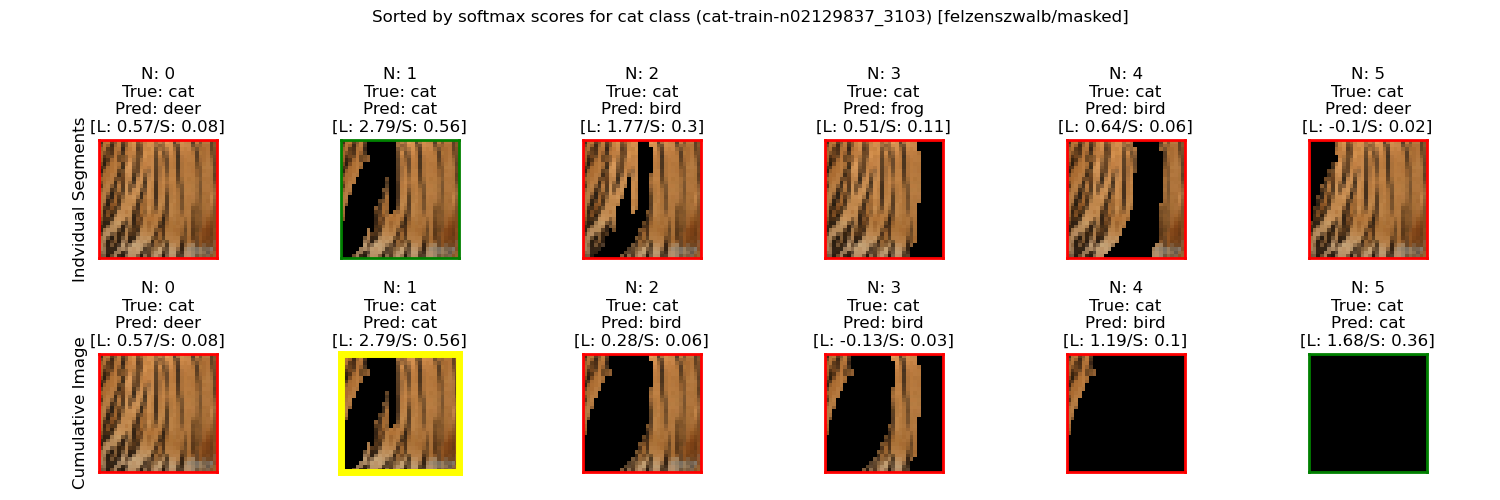 Sorted by softmax scores for cat class (cat-train-n02129837_3103) [felzenszwalb/masked]
Indvidual Segments
N: 0
True: cat
Pred: deer
[L: 0.57/S: 0.08]
N: 1
True: cat
Pred: cat
[L: 2.79/S: 0.56]
N: 2
True: cat
Pred: bird
[L: 1.77/S: 0.3]
N: 3
True: cat
Pred: frog
[L: 0.51/S: 0.11]
N: 4
True: cat
Pred: bird
[L: 0.64/S: 0.06]
N: 5
True: cat
Pred: deer
[L: -0.1/S: 0.02]
Cumulative Image
N: 0
True: cat
Pred: deer
[L: 0.57/S: 0.08]
N: 1
True: cat
Pred: cat
[L: 2.79/S: 0.56]
N: 2
True: cat
Pred: bird
[L: 0.28/S: 0.06]
N: 3
True: cat
Pred: bird
[L: -0.13/S: 0.03]
N: 4
True: cat
Pred: bird
[L: 1.19/S: 0.1]
N: 5
True: cat
Pred: cat
[L: 1.68/S: 0.36]